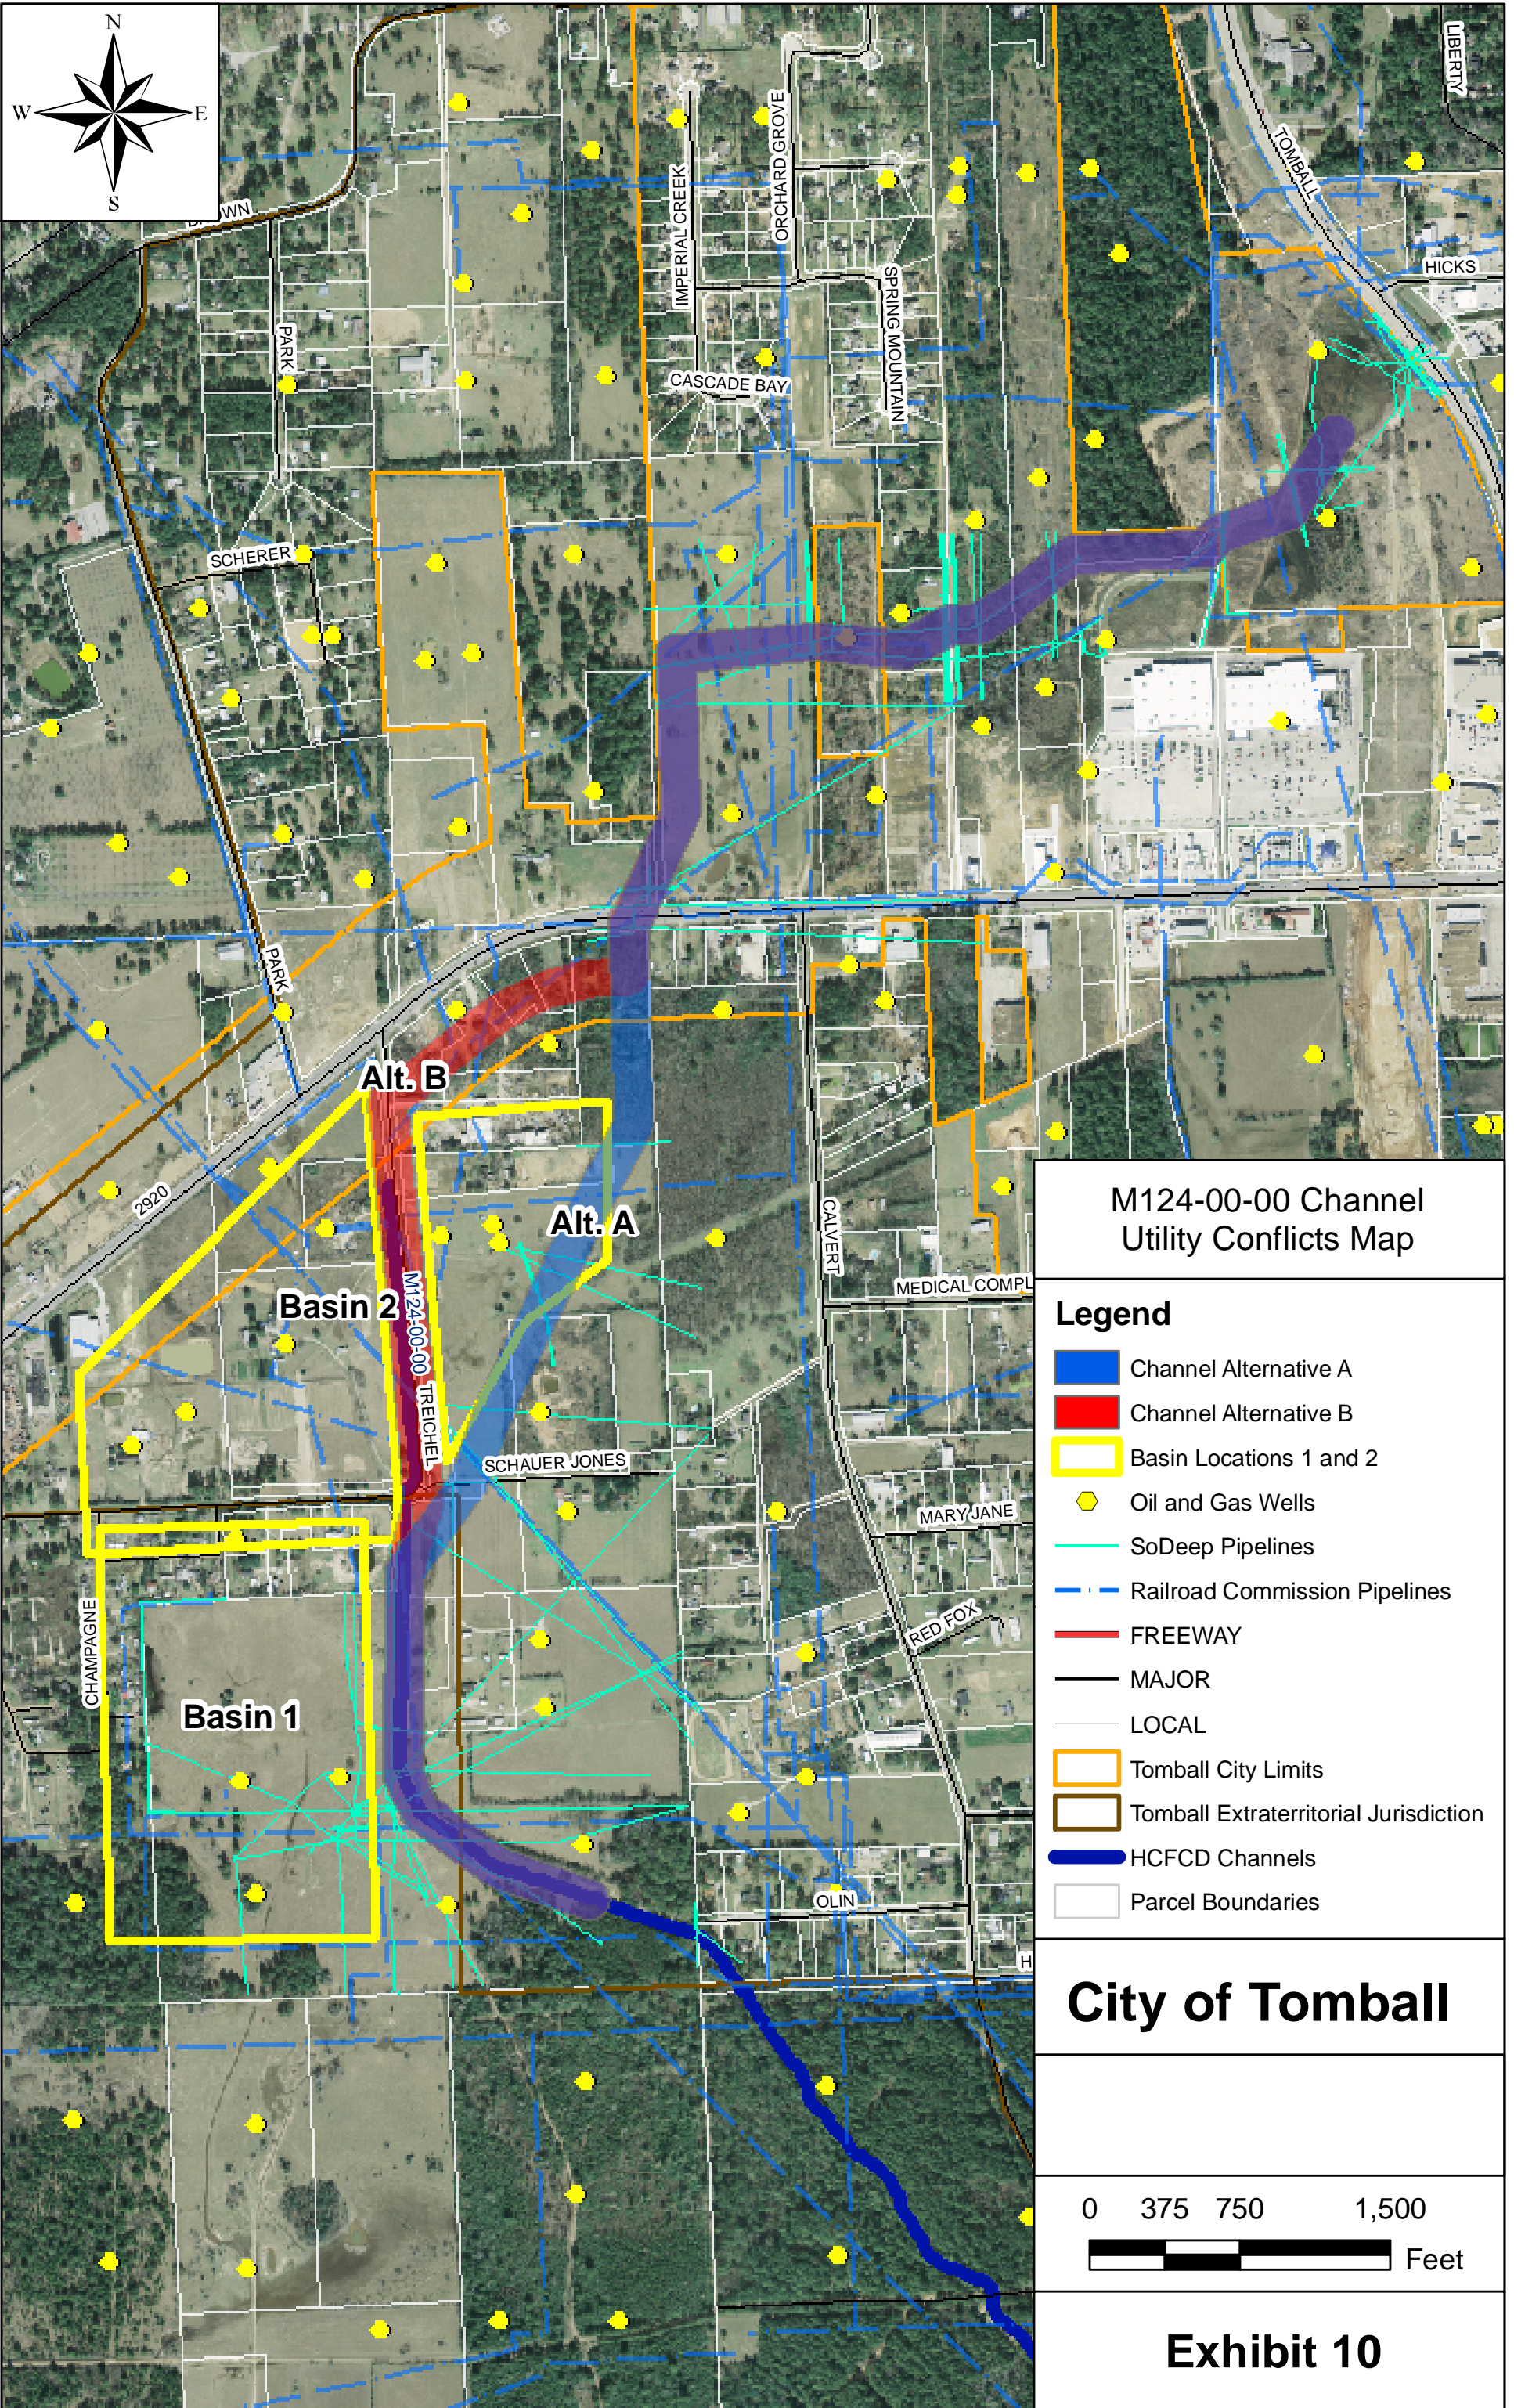 N
W
E
S
LIBERTY
TOMBALL
HICKS
ORCHARD GROVE
IMPERIAL CREEK
SPRING MOUNTAIN
CASCADE BAY
PARK
SCHERER
PARK
2920
Alt. B
Alt. A
Basin 2
M124-00-00
TREICHEL
SCHAUER JONES
CALVERT
MEDICAL COMPL
MARY JANE
RED FOX
CHAMPAGNE
Basin 1
OLIN
H
M124-00-00 Channel
Utility Conflicts Map
Legend
Channel Alternative A
Channel Alternative B
Basin Locations 1 and 2
Oil and Gas Wells
SoDeep Pipelines
Railroad Commission Pipelines
FREEWAY
MAJOR
LOCAL
Tomball City Limits
Tomball Extraterritorial Jurisdiction
HCFCD Channels
Parcel Boundaries
City of Tomball
0 375 750 1,500
Feet
Exhibit 10